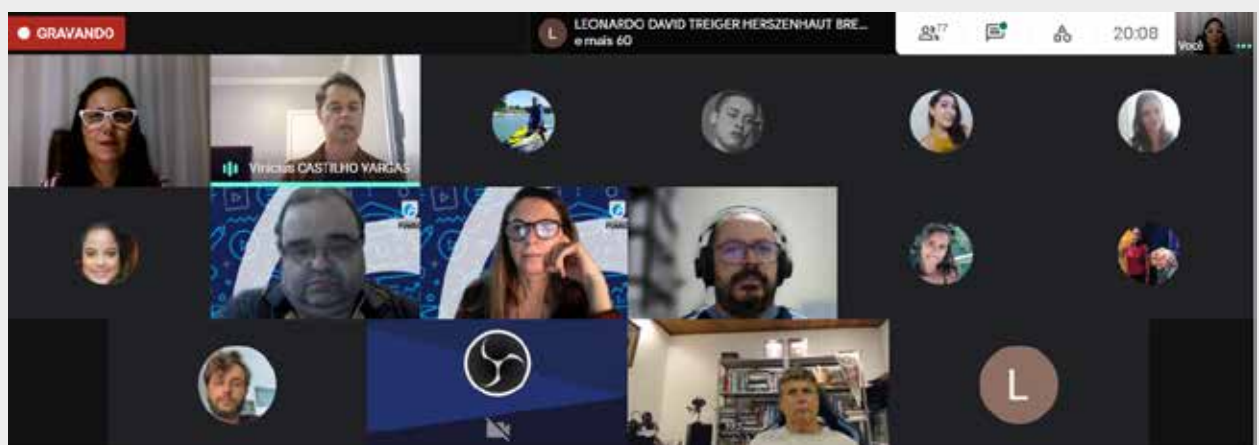 GRAVANDO
L
LEONARDO DAVID TREIGER HERSZENHAUT BRE...
e mais 60
77
20:08
Você
Vinicius CASTILHO VARGAS
L